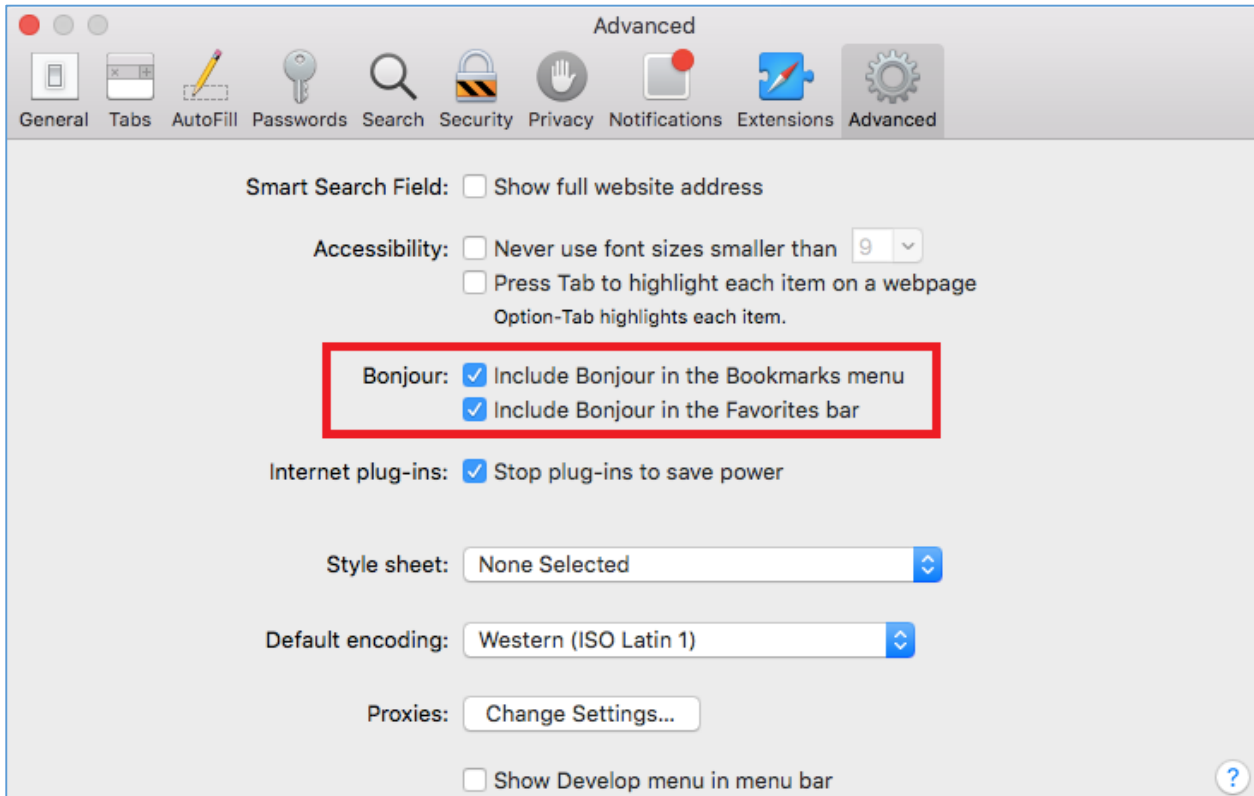 Advanced
General Tabs AutoFill Passwords Search Security Privacy Notifications Extensions Advanced
Smart Search Field: Show full website address
Accessibility: Never use font sizes smaller than 9
Press Tab to highlight each item on a webpage
Option-Tab highlights each item.
Bonjour: Include Bonjour in the Bookmarks menu
Include Bonjour in the Favorites bar
Internet plug-ins: Stop plug-ins to save power
Style sheet: None Selected
Default encoding: Western (ISO Latin 1)
Proxies: Change Settings...
Show Develop menu in menu bar
?